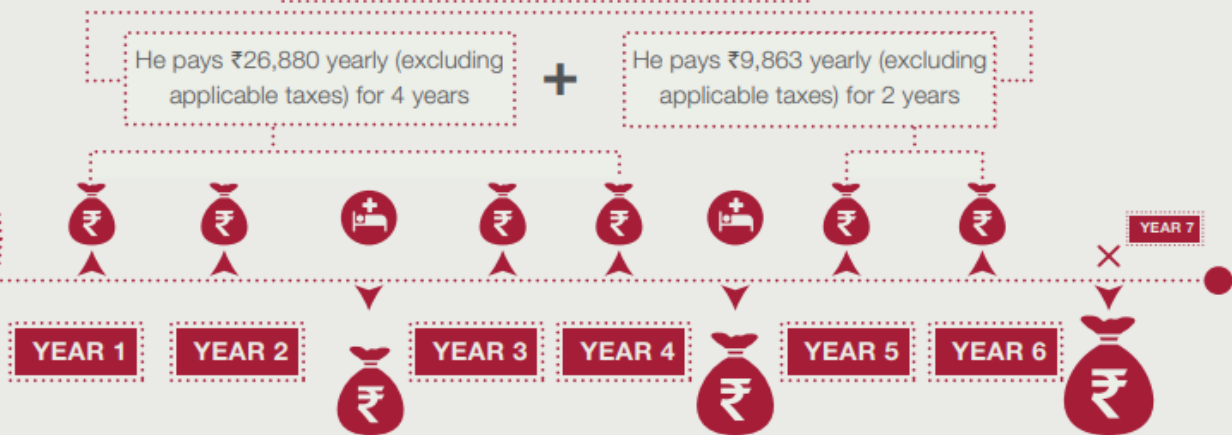 He pays ₹26,880 yearly (excluding
applicable taxes) for 4 years
+
He pays ₹9,863 yearly (excluding
applicable taxes) for 2 years
₹ ₹ ₹ ₹ ₹ ₹
YEAR 7
YEAR 1 YEAR 2 YEAR 3 YEAR 4 YEAR 5 YEAR 6
₹ ₹ ₹